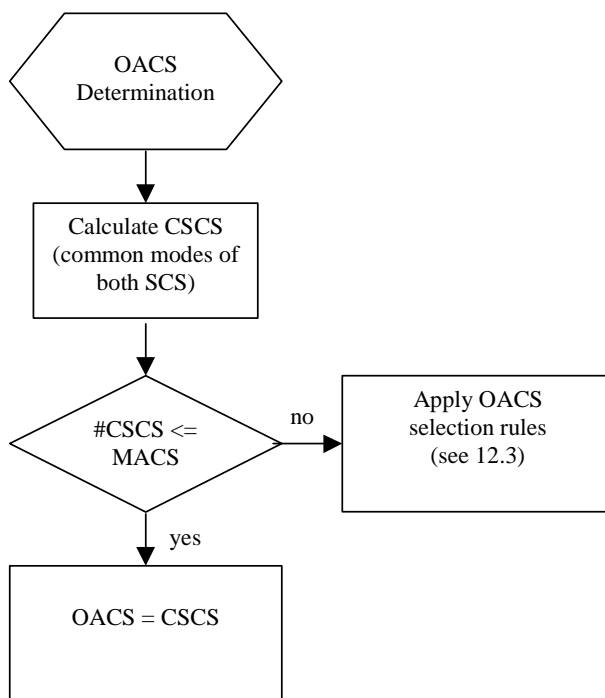 OACS
Determination
Calculate CSCS
(common modes of
both SCS)
#CSCS <=
MACS
no
Apply OACS
selection rules
(see 12.3)
yes
OACS = CSCS